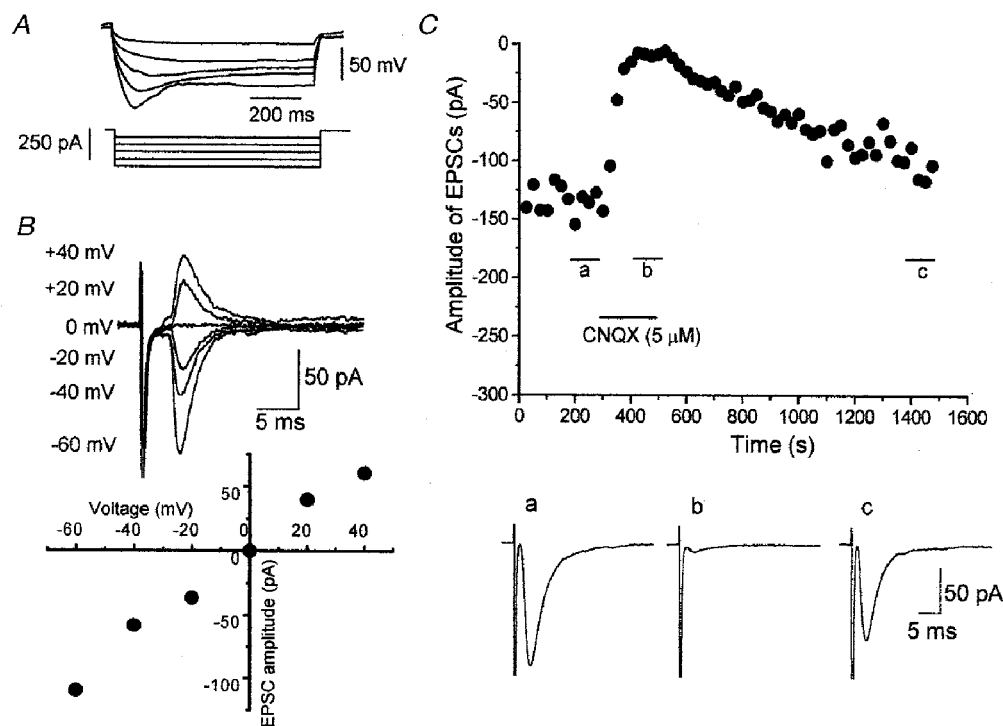 A
50 mV
200 ms
250 pA
B
+40 mV
+20 mV
0 mV
-20 mV
-40 mV
-60 mV
50 pA
5 ms
Voltage (mV)
-60
-40
-20
0
20
40
50
0
-50
-100
EPSC amplitude (pA)
C
Amplitude of EPSCs (pA)
0
-50
-100
-150
-200
-250
-300
a
b
c
CNQX (5 µM)
0
200
400
600
800
1000
1200
1400
1600
Time (s)
a
b
c
50 pA
5 ms